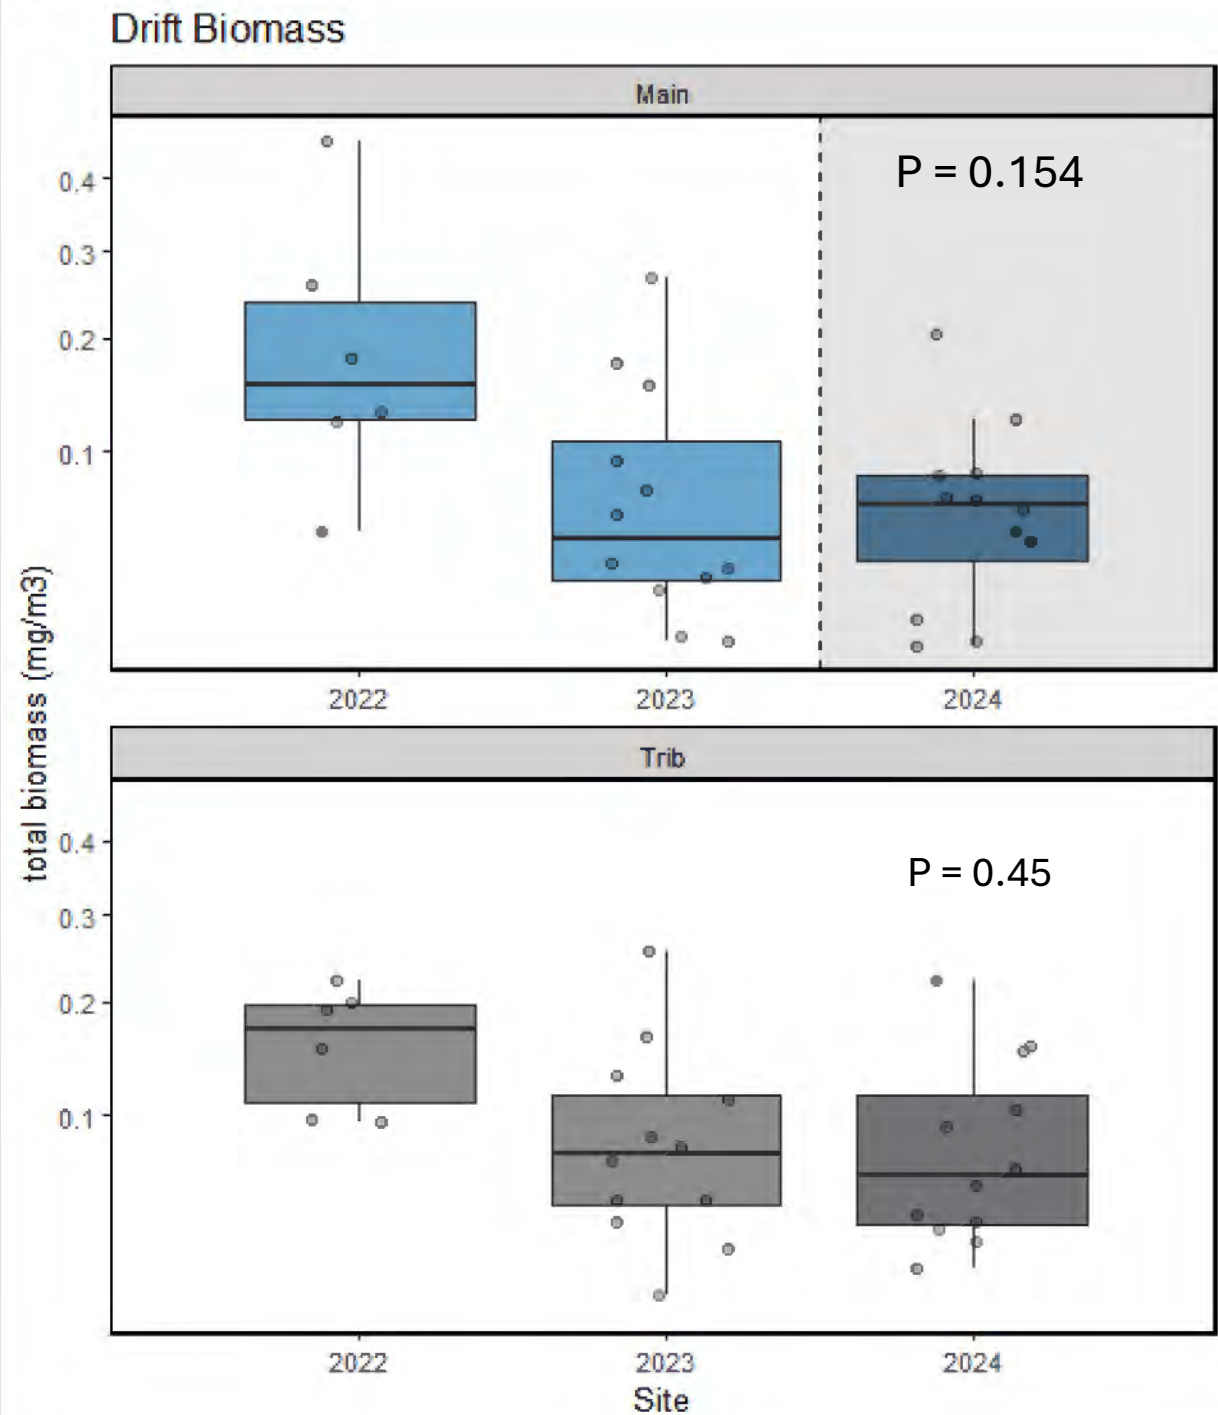 Drift Biomass
Main
P = 0.154
0.4
0.3
0.2
0.1
2022 2023 2024
total biomass (mg/m3)
Trib
P = 0.45
0.4
0.3
0.2
0.1
2022 2023 2024
Site